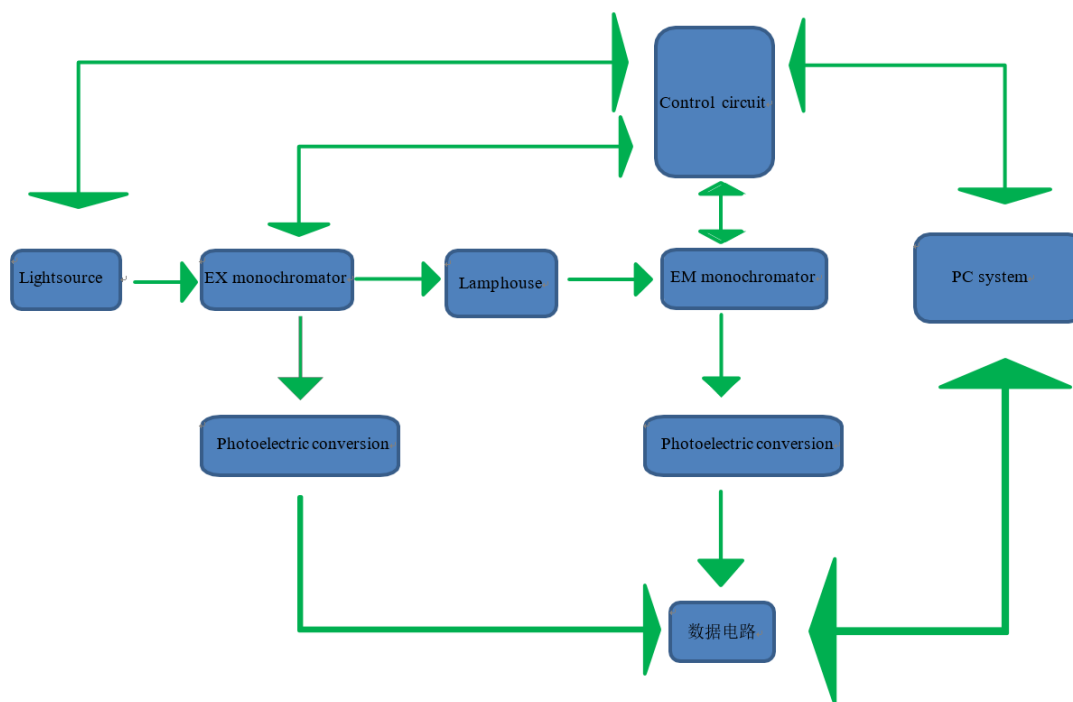 Control circuit
Lightsource
EX monochromator
Lamphouse
EM monochromator
PC system
Photoelectric conversion
Photoelectric conversion
数据电路